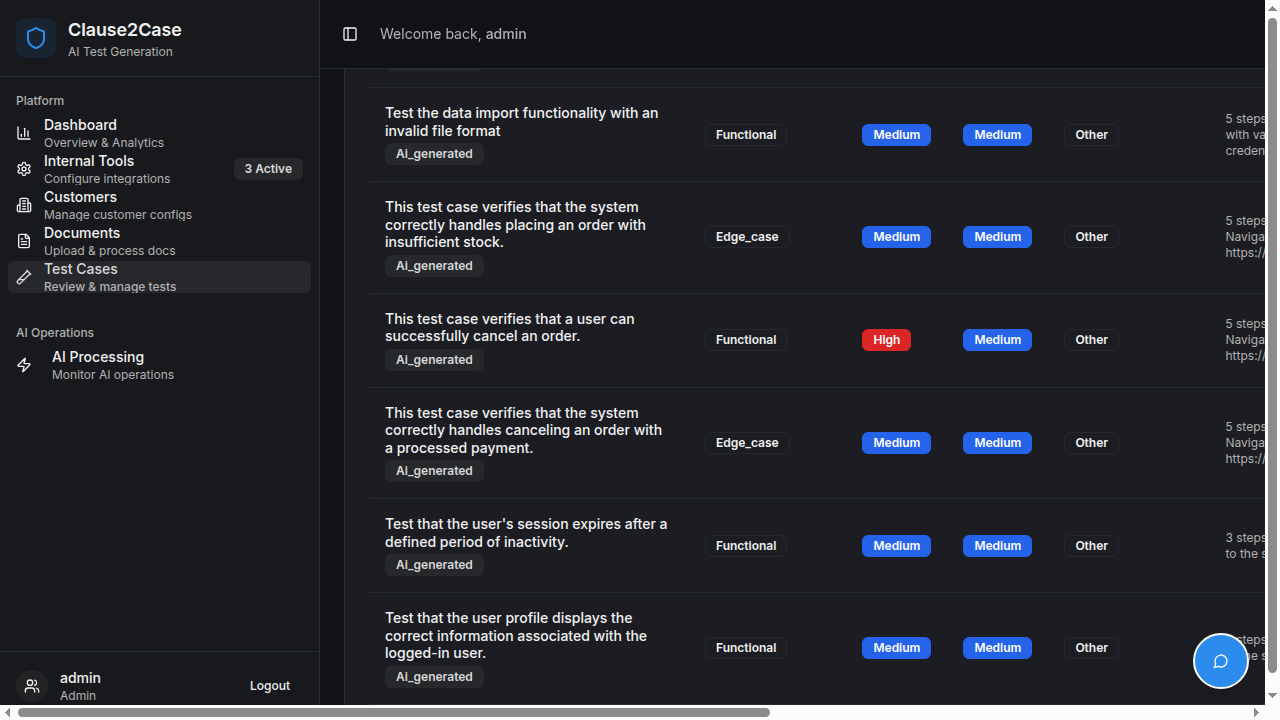 Clause2Case
AI Test Generation
Platform
Dashboard
Overview & Analytics
Internal Tools
Configure integrations
3 Active
Customers
Manage customer configs
Documents
Upload & process docs
Test Cases
Review & manage tests
AI Operations
AI Processing
Monitor AI operations
admin
Admin
Logout
Welcome back, admin
Test the data import functionality with an
invalid file format
AI_generated
Functional
Medium
Medium
Other
5 steps
with va
creden
This test case verifies that the system
correctly handles placing an order with
insufficient stock.
AI_generated
Edge_case
Medium
Medium
Other
5 steps
Naviga
https://
This test case verifies that a user can
successfully cancel an order.
AI_generated
Functional
High
Medium
Other
5 steps
Naviga
https://
This test case verifies that the system
correctly handles canceling an order with
a processed payment.
AI_generated
Edge_case
Medium
Medium
Other
5 steps
Naviga
https://
Test that the user's session expires after a
defined period of inactivity.
AI_generated
Functional
Medium
Medium
Other
3 steps
to the s
Test that the user profile displays the
correct information associated with the
logged-in user.
AI_generated
Functional
Medium
Medium
Other
steps